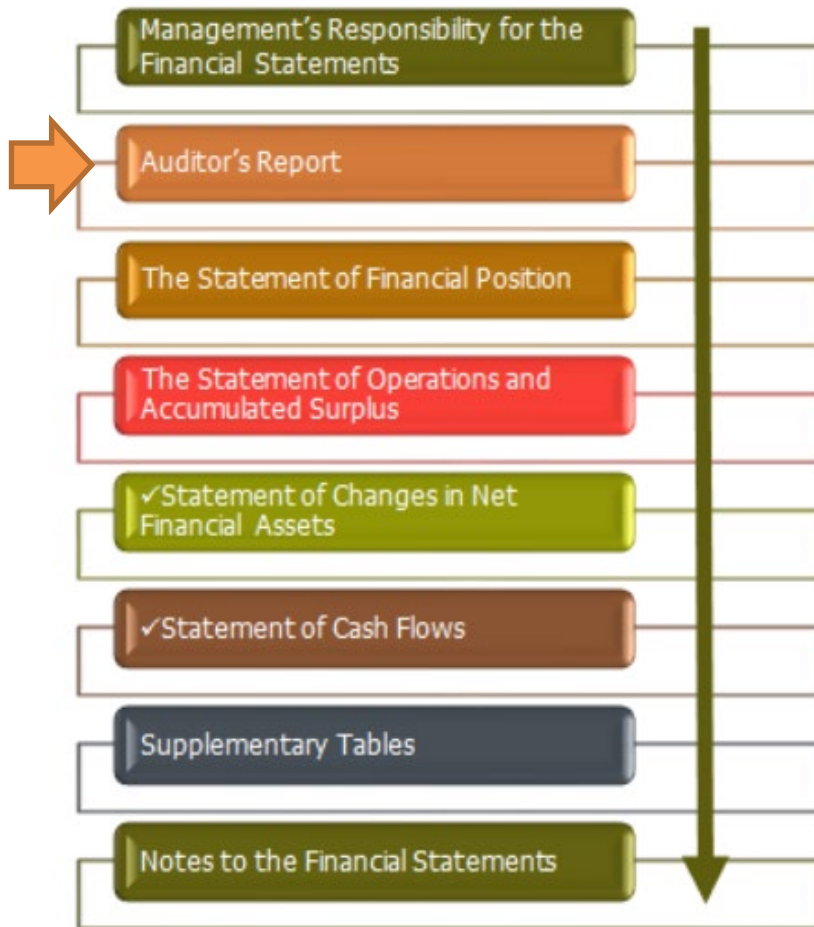 Management's Responsibility for the
Financial Statements
Auditor's Report
The Statement of Financial Position
The Statement of Operations and
Accumulated Surplus
✓Statement of Changes in Net
Financial Assets
✓Statement of Cash Flows
Supplementary Tables
Notes to the Financial Statements